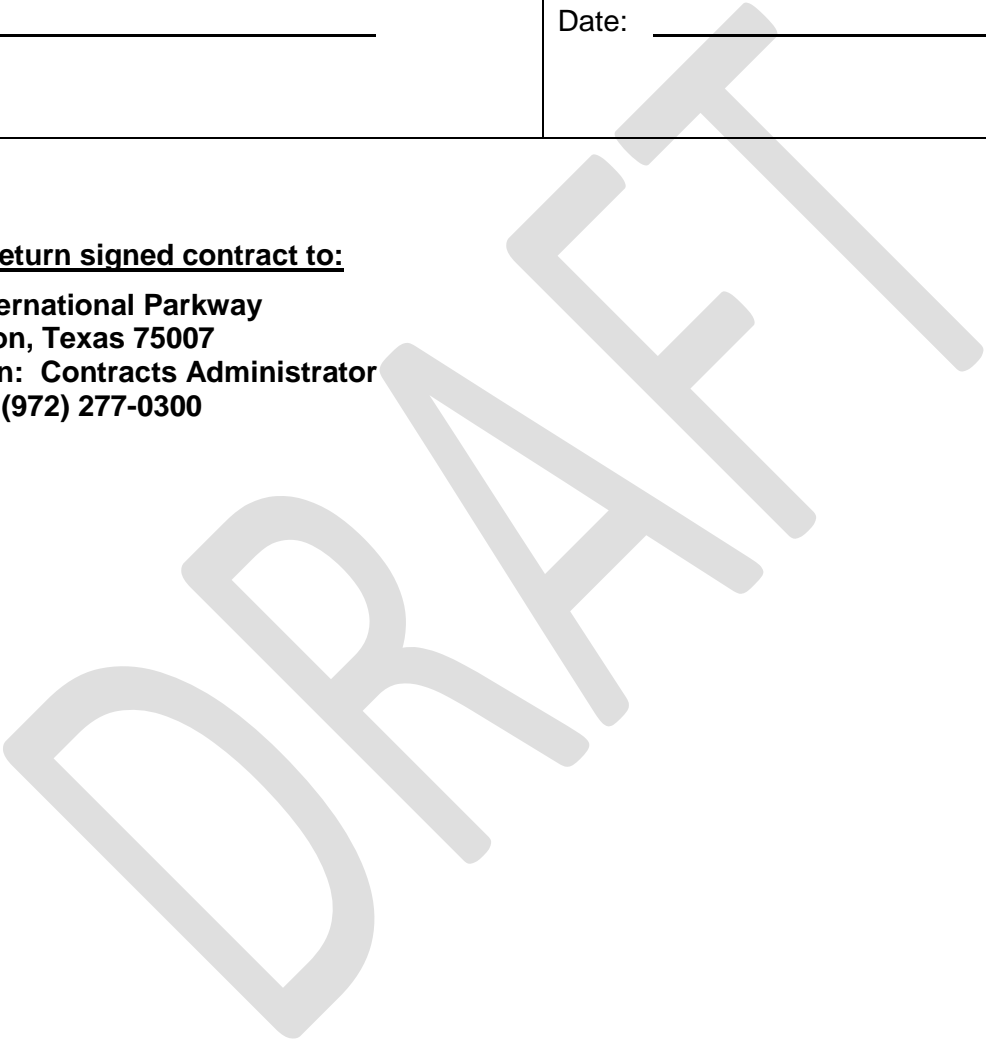 Date:
eturn signed contract to:
ernational Parkway
on, Texas 75007
n: Contracts Administrator
(972) 277-0300
DRAFT